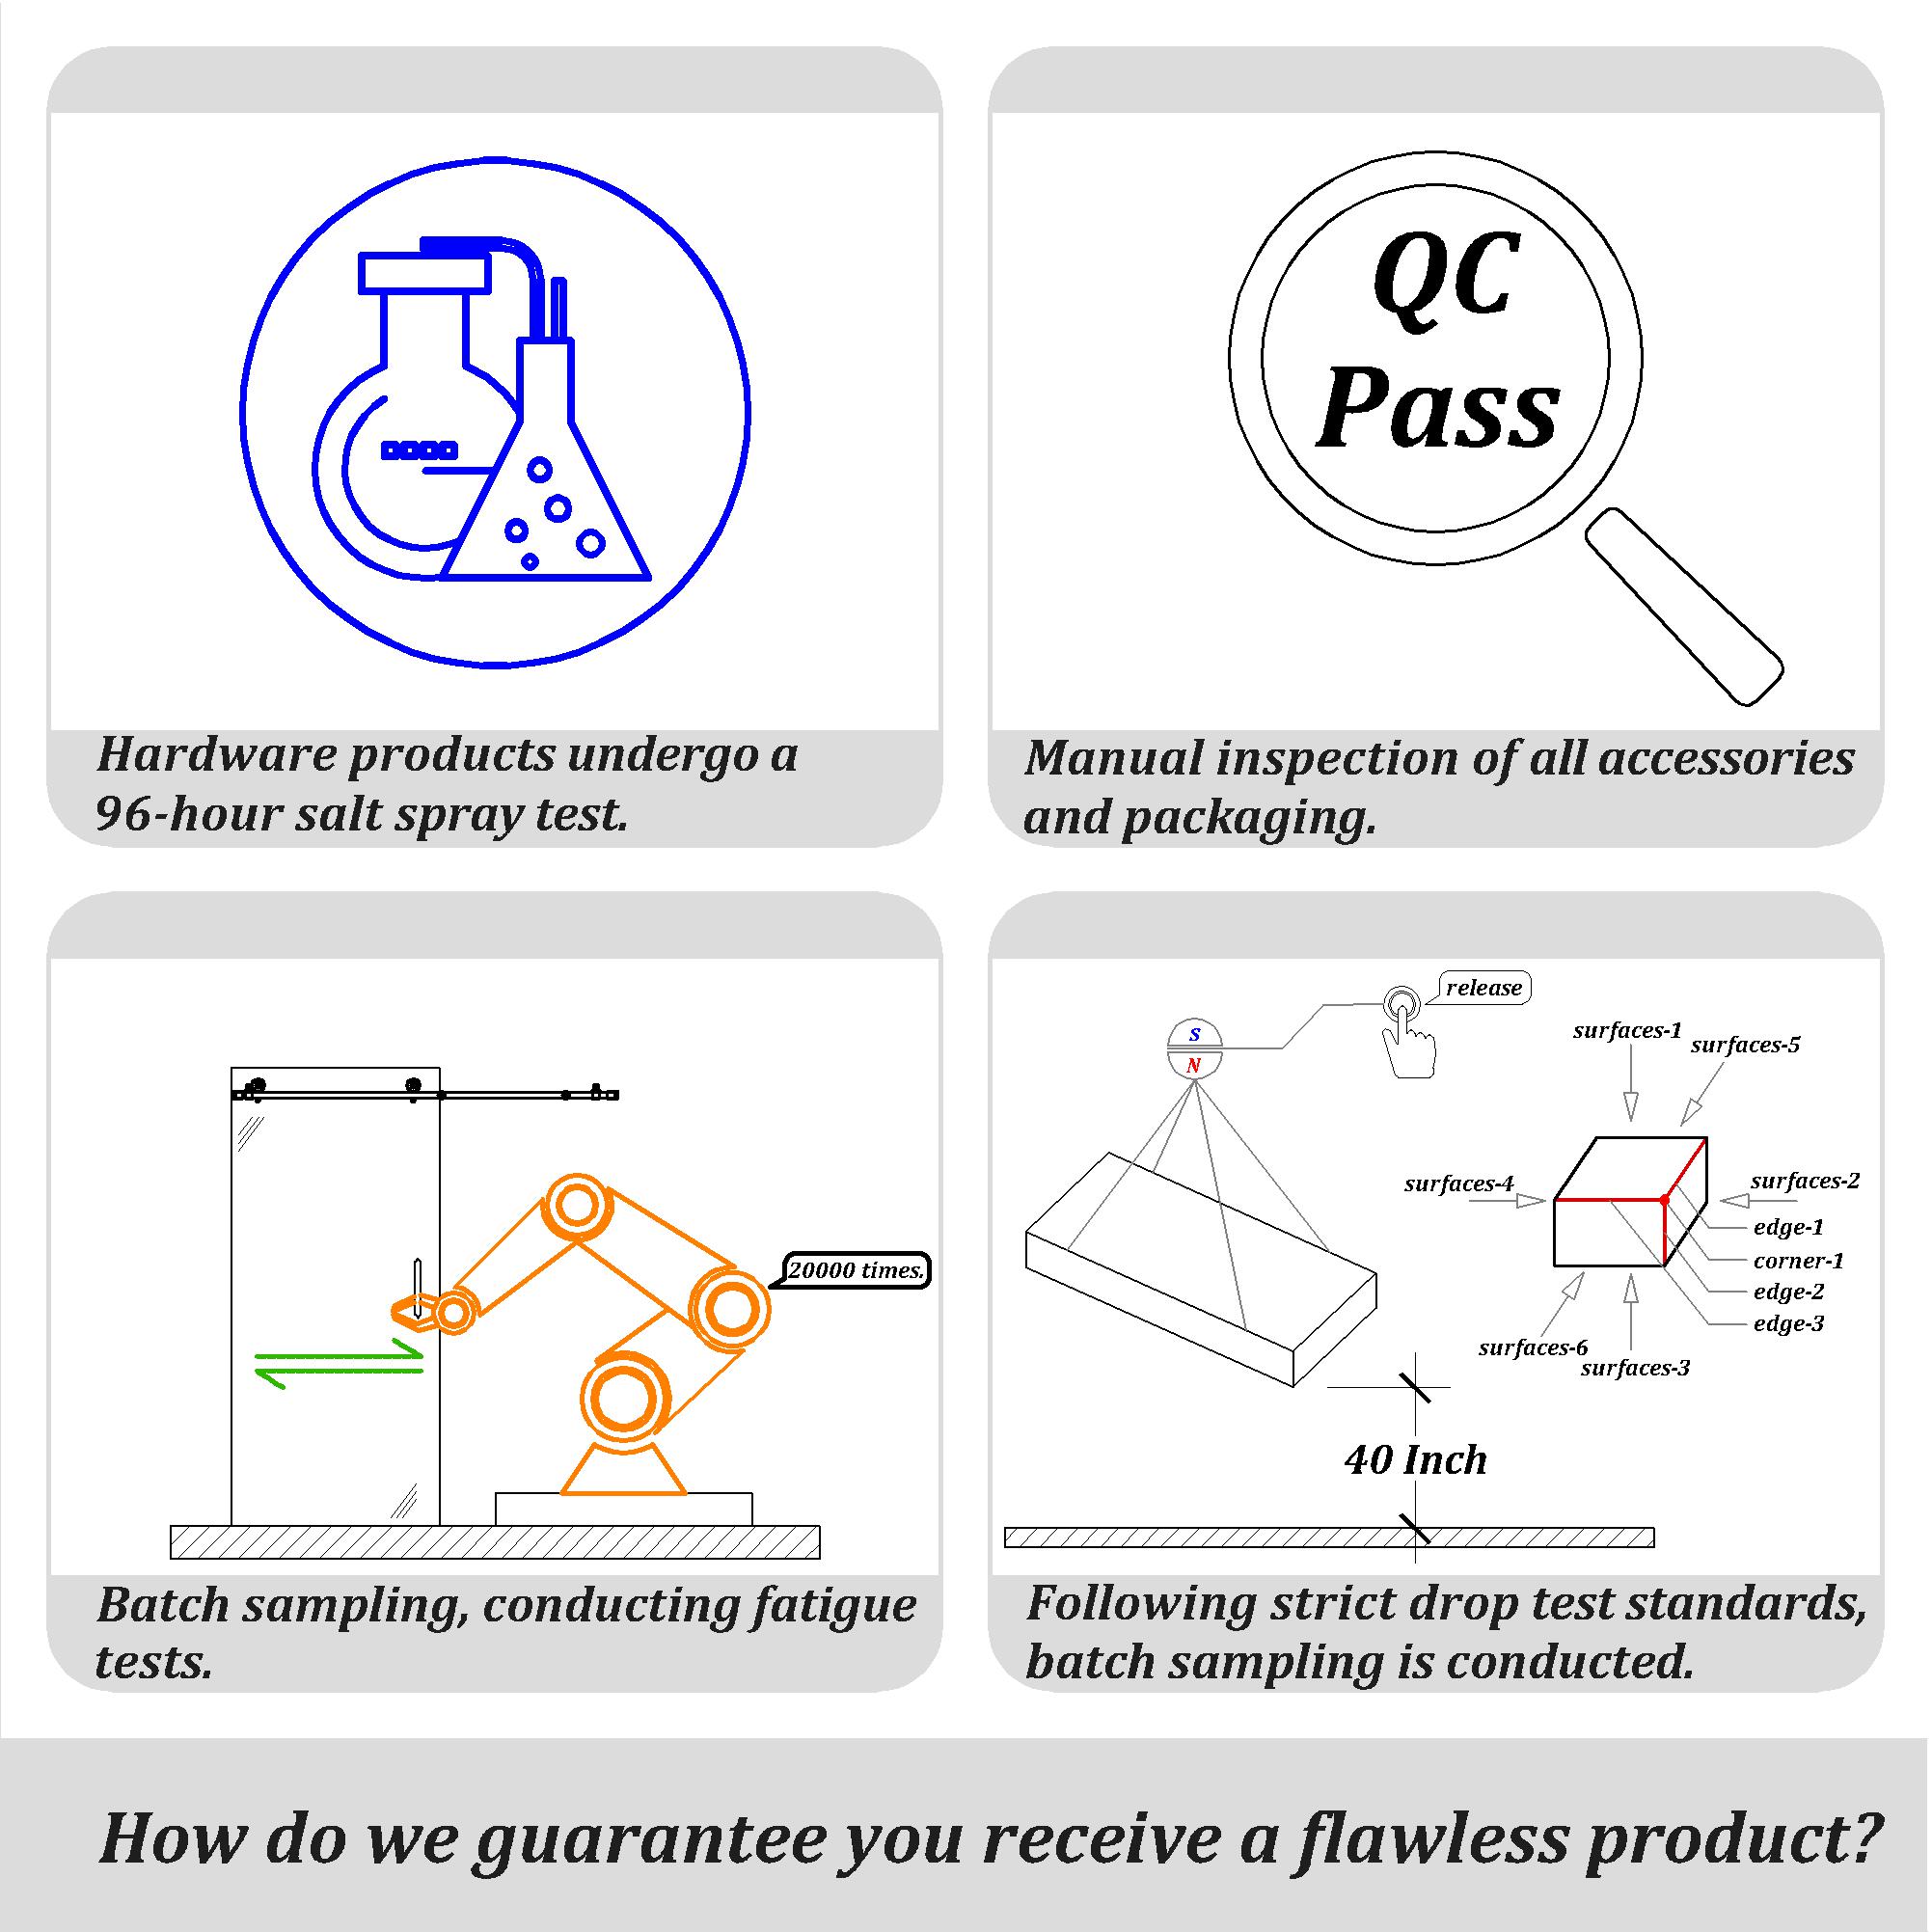 QC
Pass
Hardware products undergo a
96-hour salt spray test.
Manual inspection of all accessories
and packaging.
20000 times.
Batch sampling, conducting fatigue
tests.
release
S
N
surfaces-1
surfaces-5
surfaces-4
surfaces-2
edge-1
corner-1
edge-2
edge-3
surfaces-6
surfaces-3
40 Inch
Following strict drop test standards,
batch sampling is conducted.
How do we guarantee you receive a flawless product?